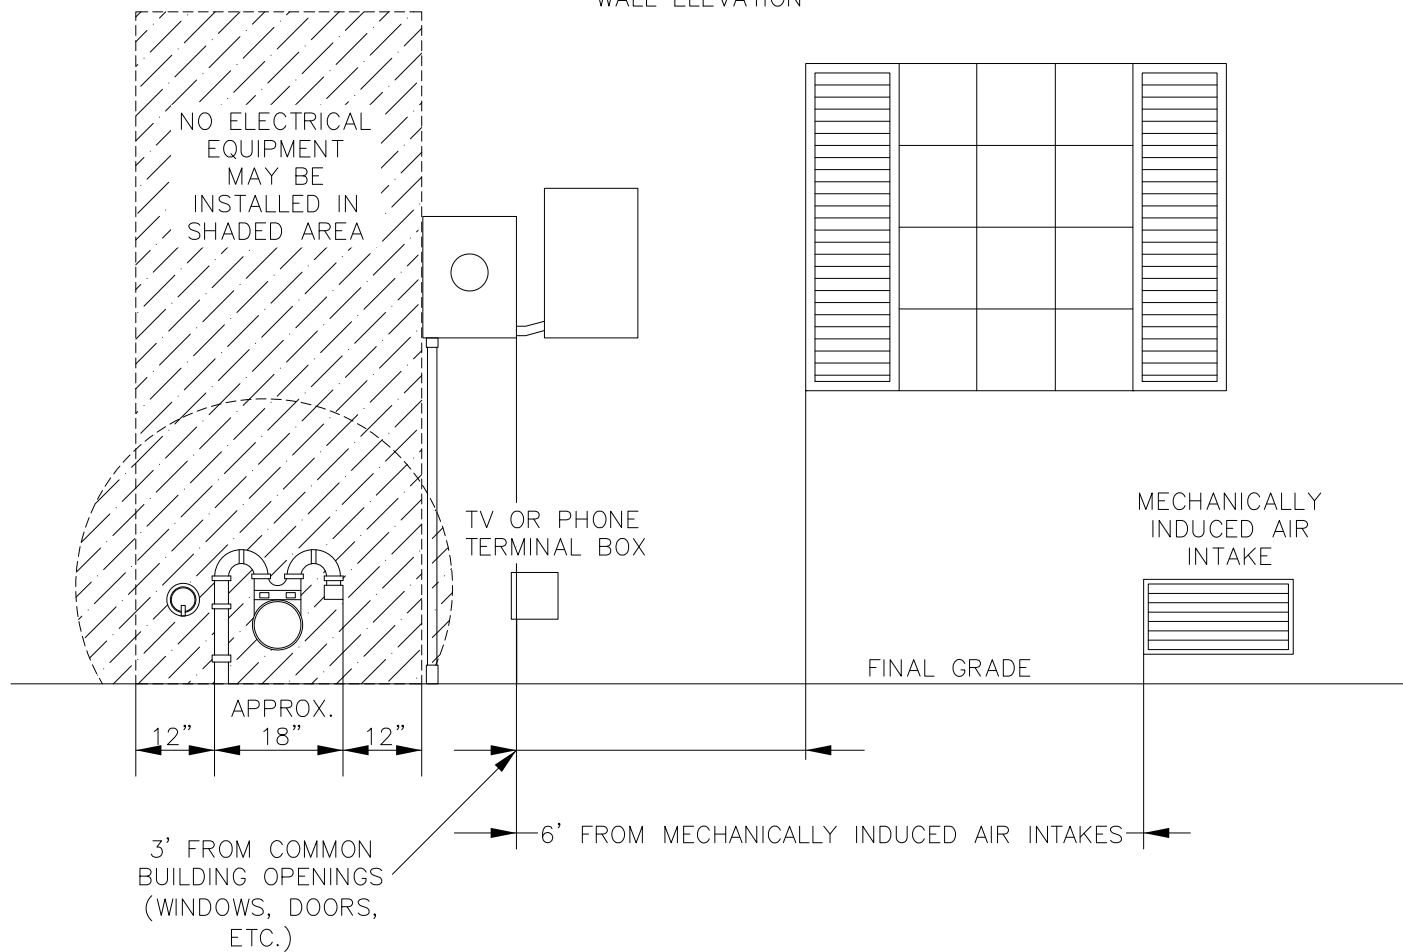 WALL ELEVATION
NO ELECTRICAL
EQUIPMENT
MAY BE
INSTALLED IN
SHADED AREA
TV OR PHONE
TERMINAL BOX
MECHANICALLY
INDUCED AIR
INTAKE
FINAL GRADE
APPROX.
12” 18” 12”
6’ FROM MECHANICALLY INDUCED AIR INTAKES
3’ FROM COMMON
BUILDING OPENINGS
(WINDOWS, DOORS,
ETC.)